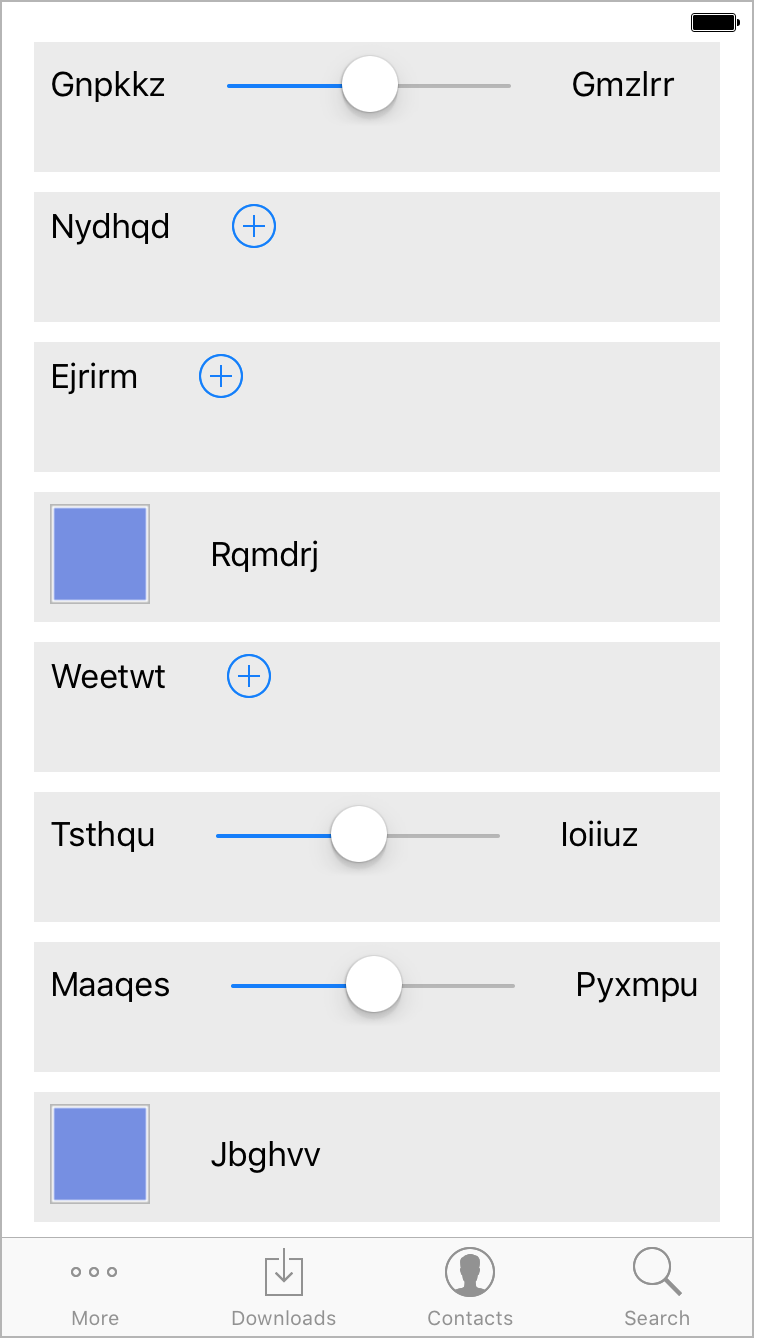 Gnpkkz Gmzlrr
Nydhqd
Ejrirm
Rqmdrj
Weetwt
Tsthqu Ioiiuz
Maaqes Pyxmpu
Jbghvv
More Downloads Contacts Search